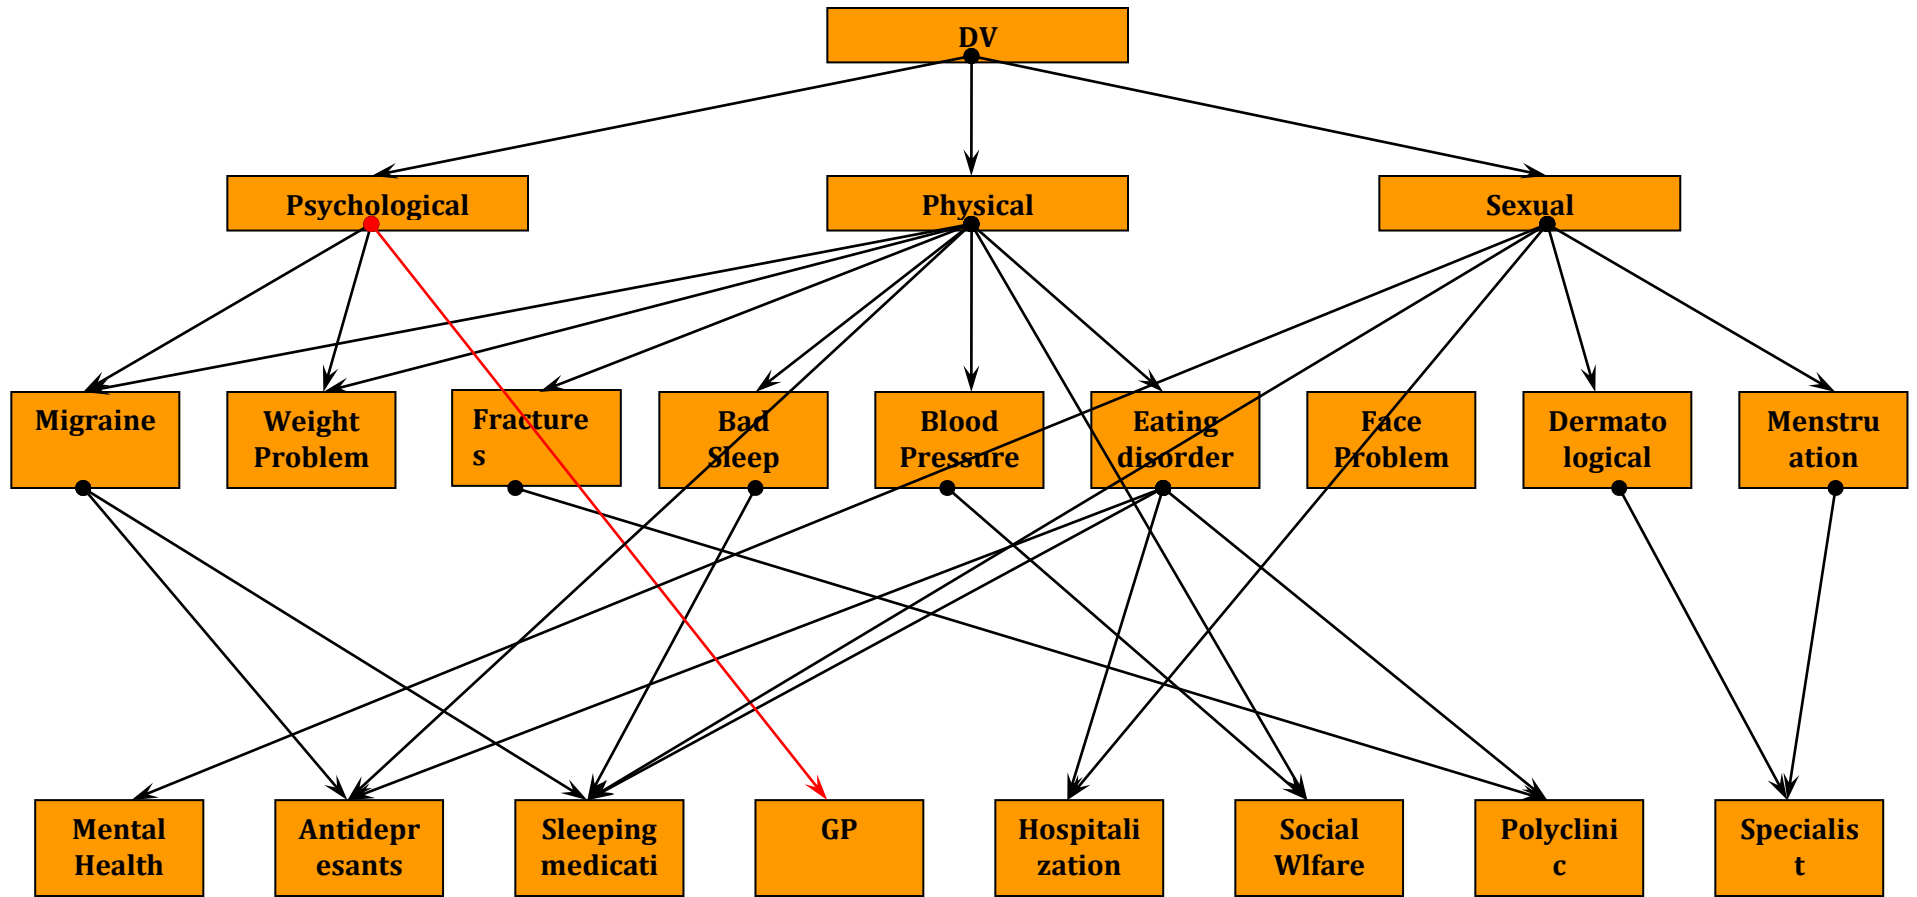 DV
Psychological
Physical
Sexual
Migraine
Weight
Problem
Fracture
s
Bad
Sleep
Blood
Pressure
Eating
disorder
Face
Problem
Dermato
logical
Menstru
ation
Mental
Health
Antidepr
esants
Sleeping
medicati
GP
Hospitali
zation
Social
Wlfare
Polyclini
c
Specialis
t